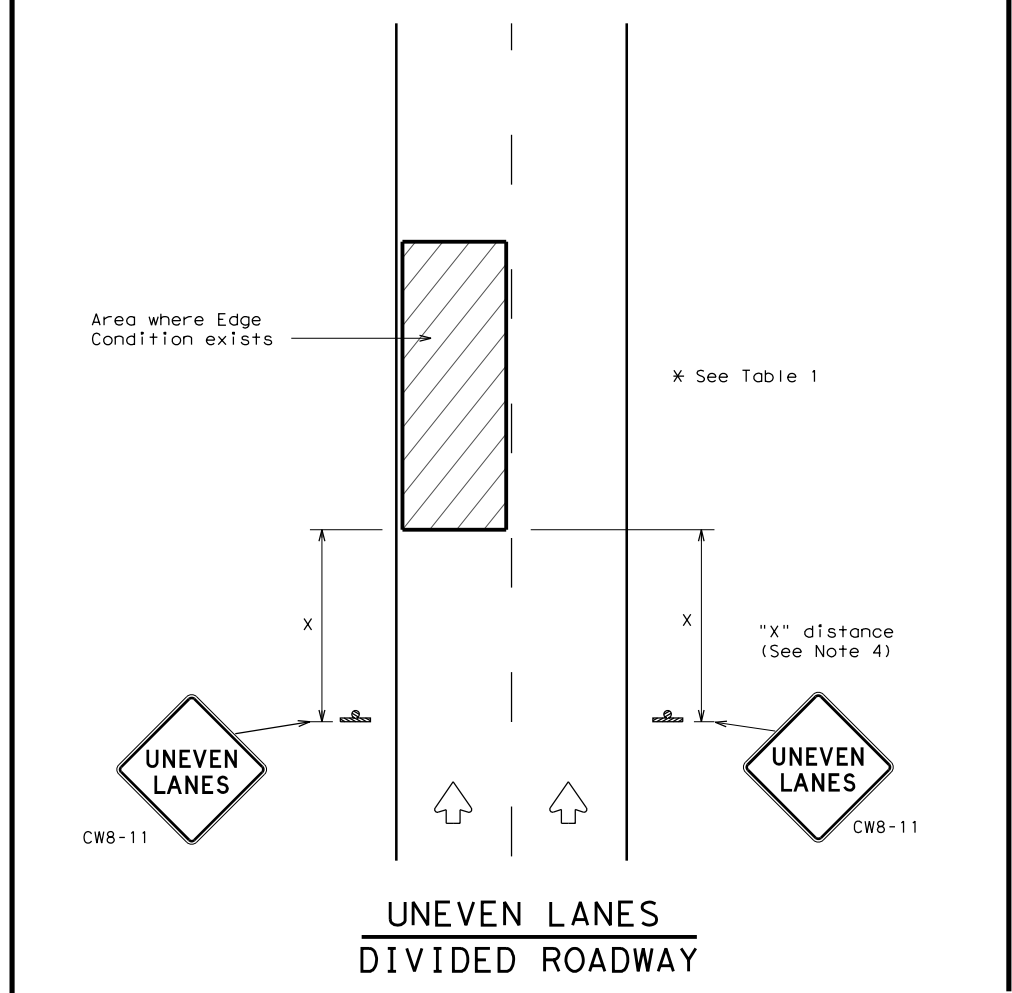 Area where Edge
Condition exists
* See Table 1
X
X
"X" distance
(See Note 4)
UNEVEN
LANES
CW8-11
UNEVEN
LANES
CW8-11
UNEVEN LANES
DIVIDED ROADWAY